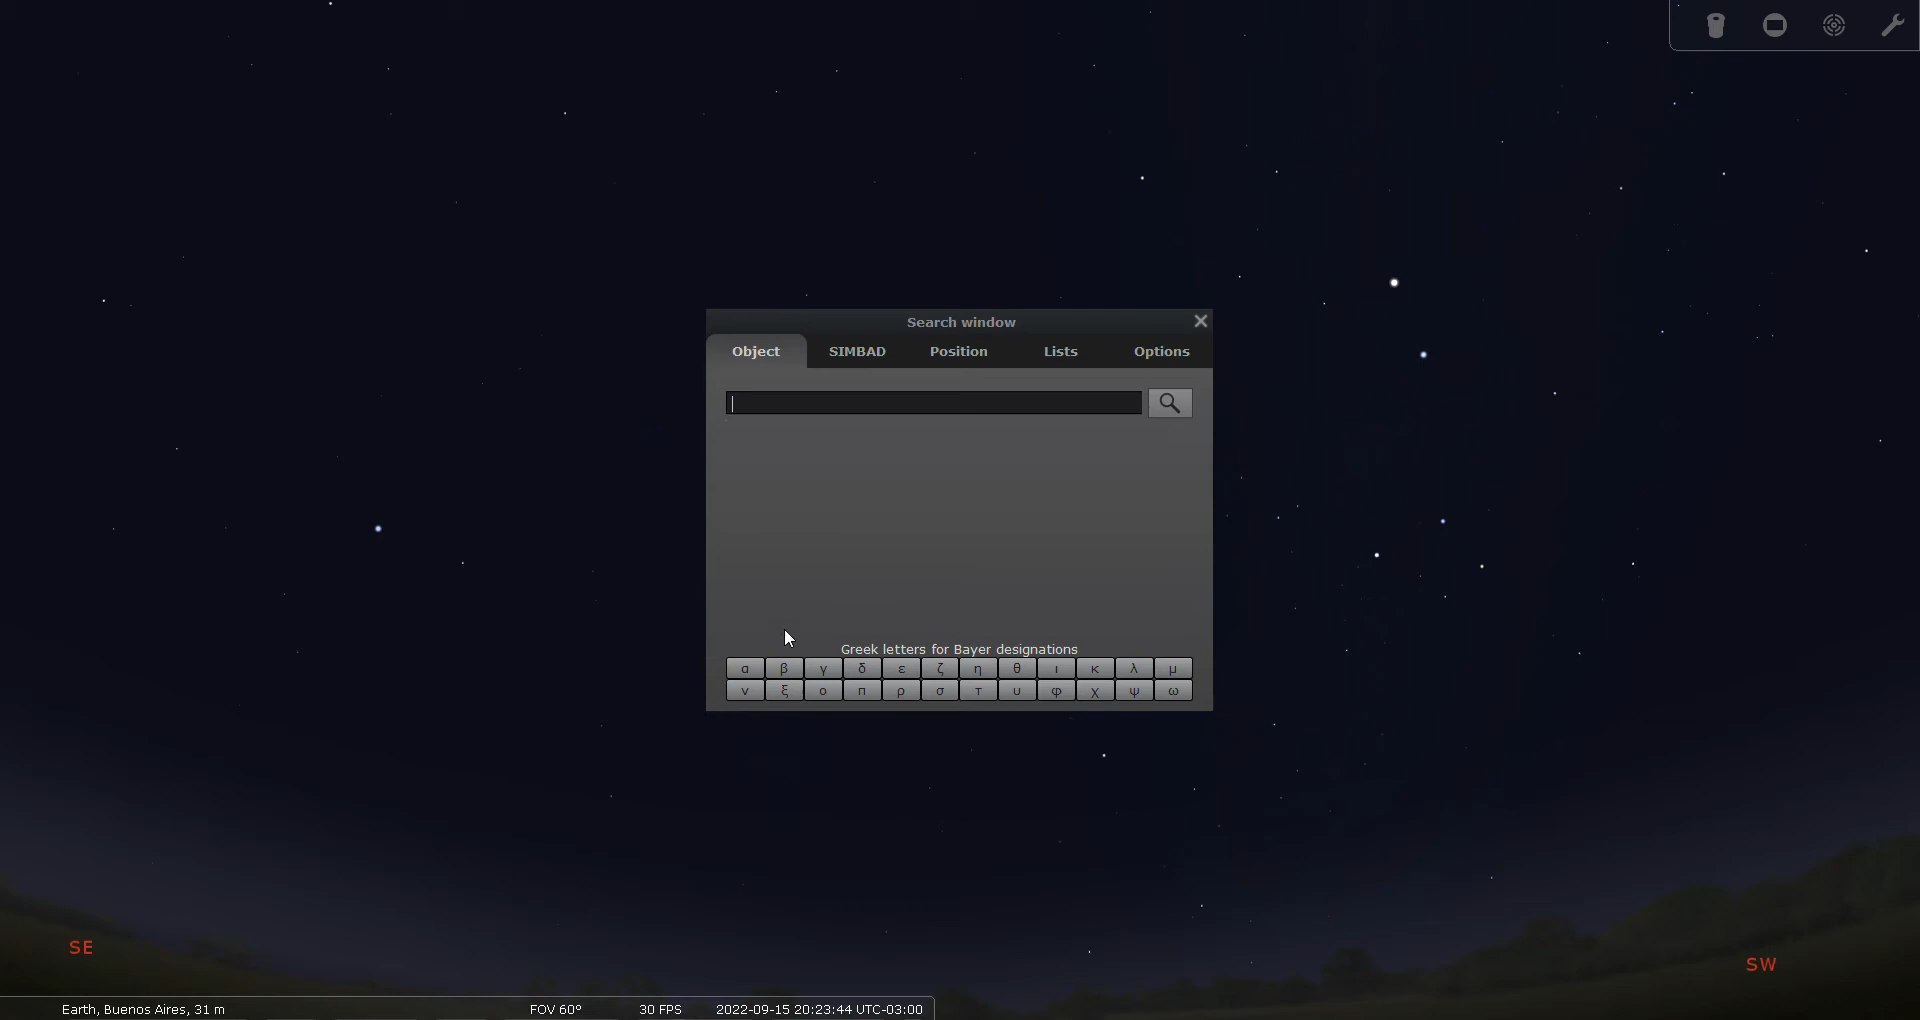 Search window
Object SIMBAD Position Lists Options
Greek letters for Bayer designations
α β γ δ ε ζ η θ ι κ λ μ
ν ξ ο π ρ σ τ υ φ χ ψ ω
SE
SW
Earth, Buenos Aires, 31 m FOV 60° 30 FPS 2022-09-15 20:23:44 UTC-03:00